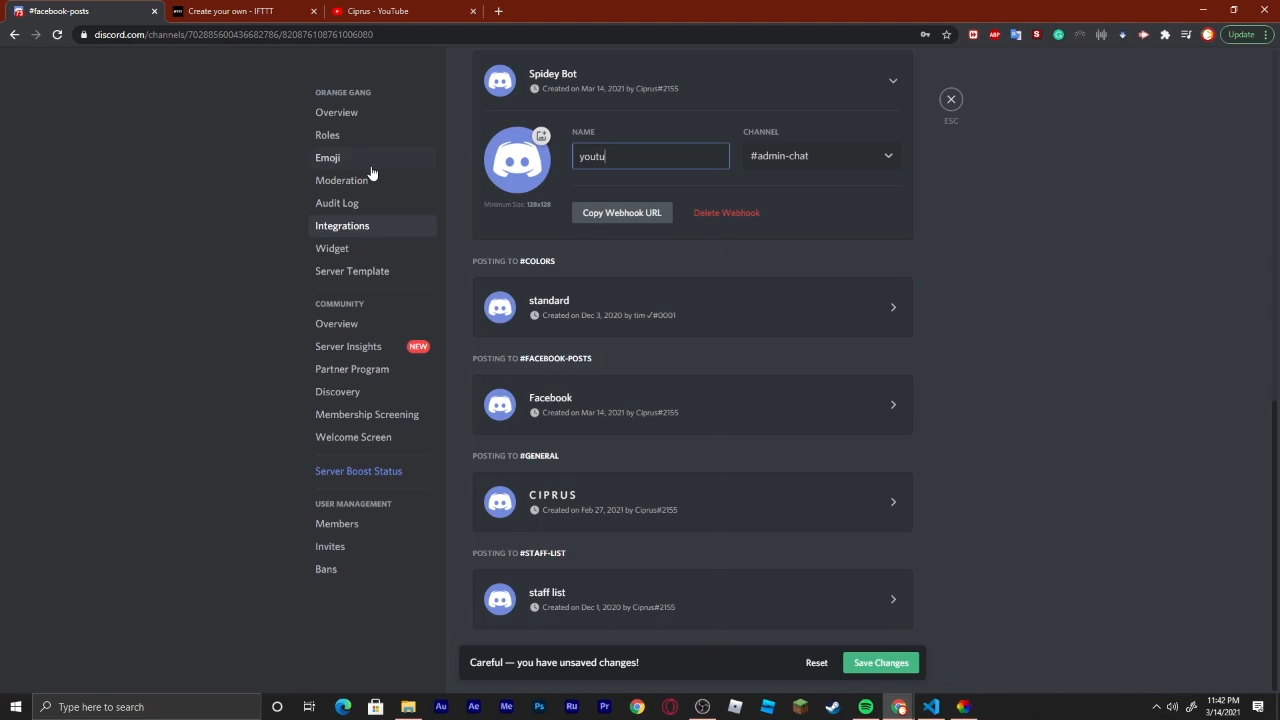 #facebook-posts
Create your own - IFTTT
Ciprus - YouTube
discord.com/channels/702885600436682786/820876108761006080
Update
ORANGE GANG
Overview
Roles
Emoji
Moderation
Audit Log
Integrations
Widget
Server Template
COMMUNITY
Overview
Server Insights NEW
Partner Program
Discovery
Membership Screening
Welcome Screen
Server Boost Status
USER MANAGEMENT
Members
Invites
Bans
Spidey Bot
Created on Mar 14, 2021 by Ciprus#2155
NAME
CHANNEL
youtu
#admin-chat
Minimum Size: 128x128
Copy Webhook URL
Delete Webhook
POSTING TO #COLORS
standard
Created on Dec 3, 2020 by tim ✓#0001
POSTING TO #FACEBOOK-POSTS
Facebook
Created on Mar 14, 2021 by Ciprus#2155
POSTING TO #GENERAL
C I P R U S
Created on Feb 27, 2021 by Ciprus#2155
POSTING TO #STAFF-LIST
staff list
Created on Dec 1, 2020 by Ciprus#2155
Careful — you have unsaved changes!
Reset
Save Changes
ESC
Type here to search
11:42 PM
3/14/2021